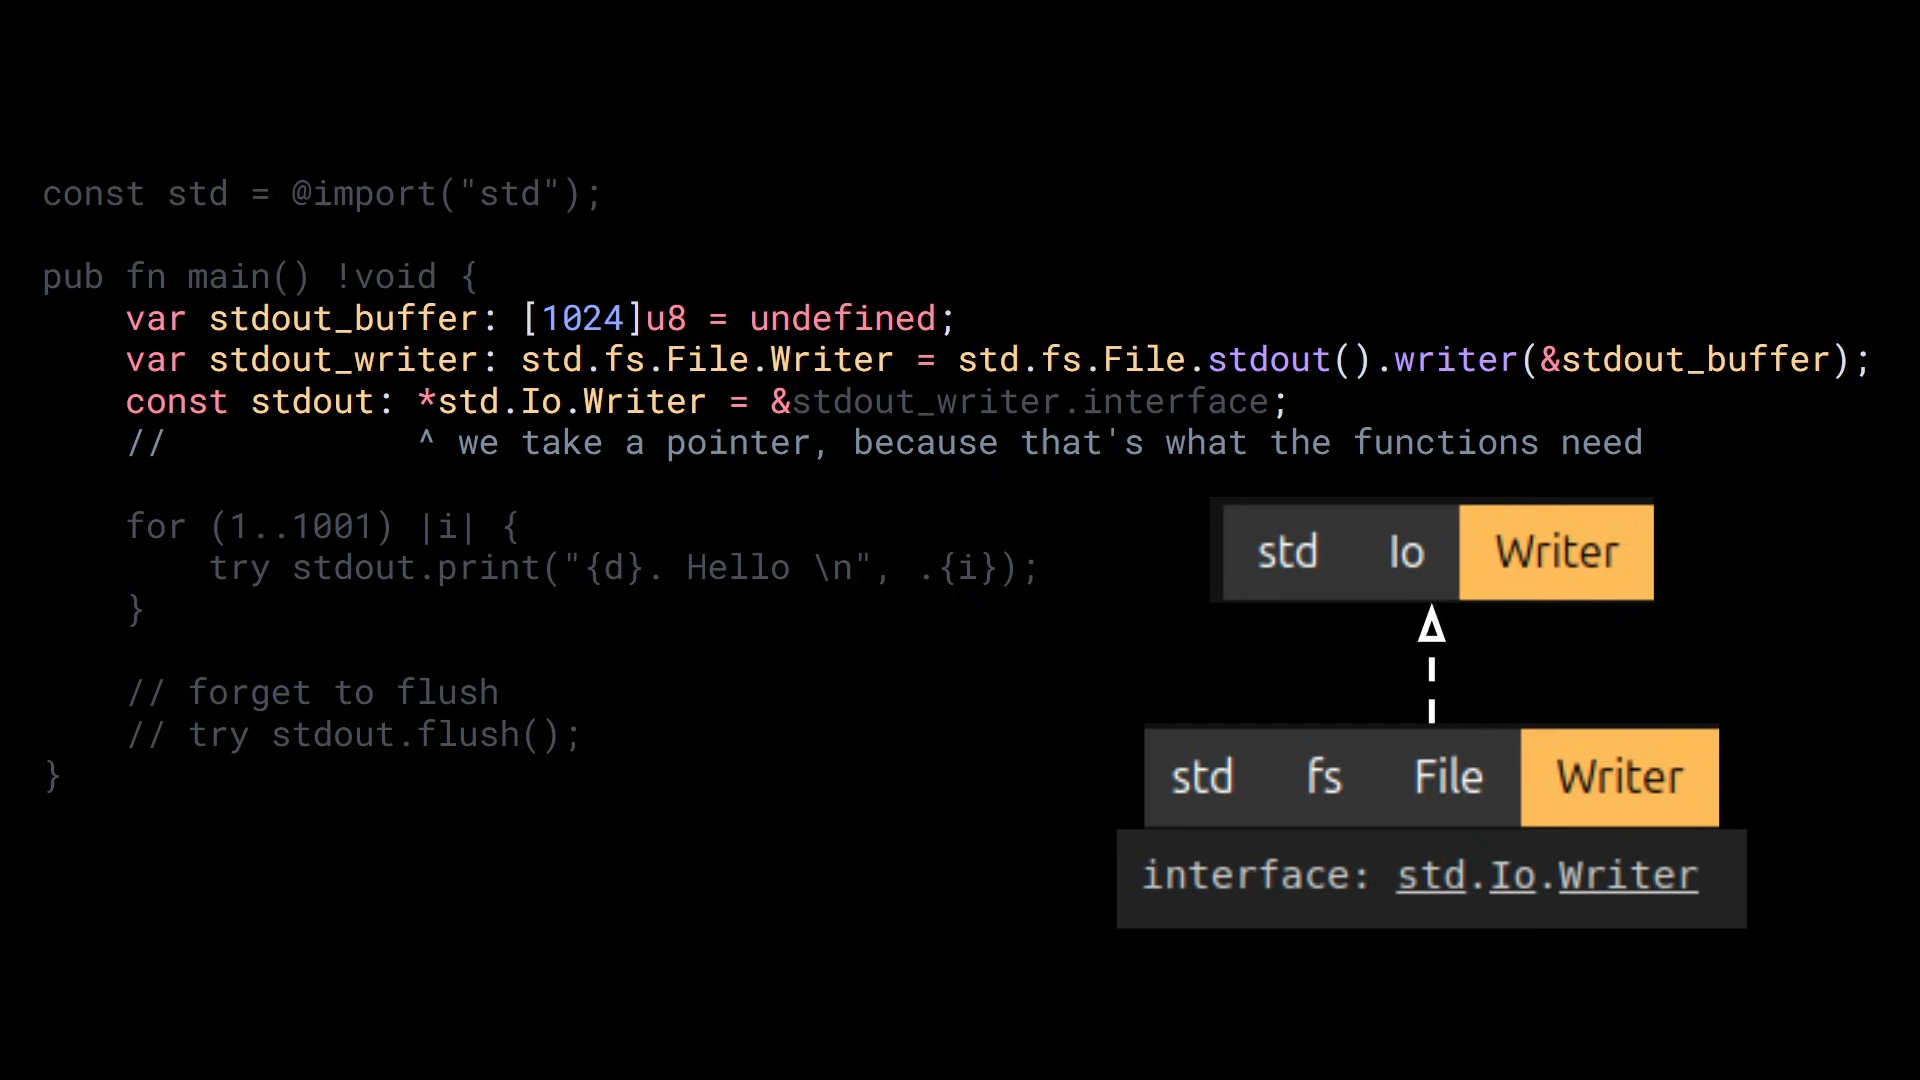 const std = @import("std");
pub fn main() !void {
    var stdout_buffer: [1024]u8 = undefined;
    var stdout_writer: std.fs.File.Writer = std.fs.File.stdout().writer(&stdout_buffer);
    const stdout: *std.Io.Writer = &stdout_writer.interface;
    //            ^ we take a pointer, because that's what the functions need
    for (1..1001) |i| {
        try stdout.print("{d}. Hello \n", .{i});
    }
    // forget to flush
    // try stdout.flush();
}
std Io Writer
std fs File Writer
interface: std.Io.Writer